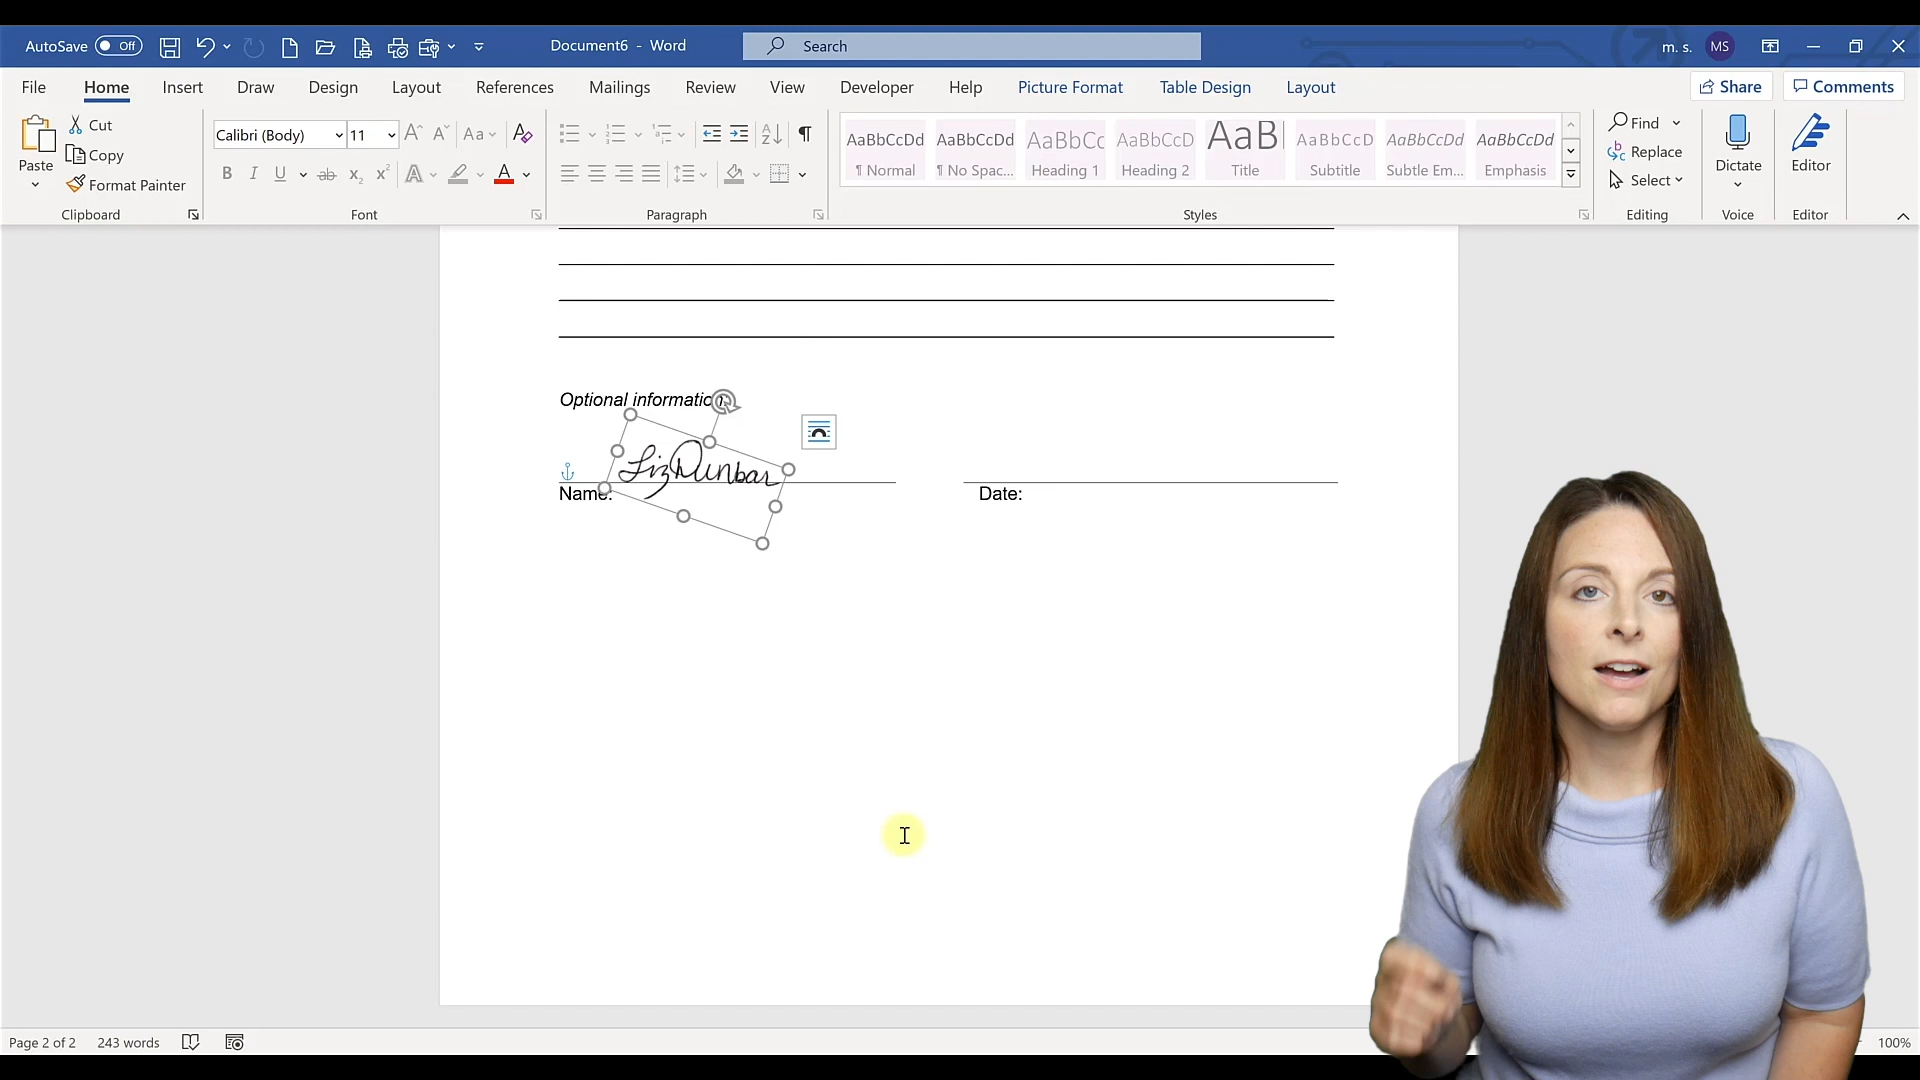 AutoSave Off Document6 - Word Search m. s. MS
File Home Insert Draw Design Layout References Mailings Review View Developer Help Picture Format Table Design Layout Share Comments
Paste
Cut
Copy
Format Painter
Clipboard
Calibri (Body) 11 Aa
B I U ab x₂ x² A A
Font
Paragraph
AaBbCcDd AaBbCcDd AaBbCc AaBbCcD AaB AaBbCcD AaBbCcDd AaBbCcDd
¶ Normal ¶ No Spac... Heading 1 Heading 2 Title Subtitle Subtle Em... Emphasis
Styles
Find
Replace
Select
Editing
Dictate
Voice
Editor
Editor
Optional information
Liz Dunbar
Name: Date:
Page 2 of 2 243 words 100%